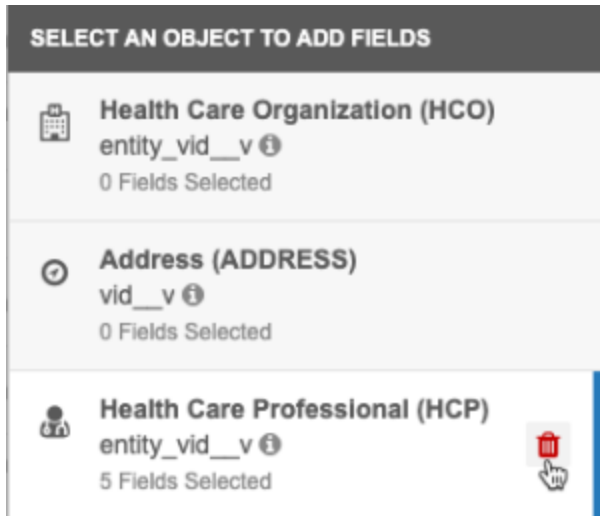 SELECT AN OBJECT TO ADD FIELDS
Health Care Organization (HCO)
entity_vid__v
0 Fields Selected
Address (ADDRESS)
vid__v
0 Fields Selected
Health Care Professional (HCP)
entity_vid__v
5 Fields Selected